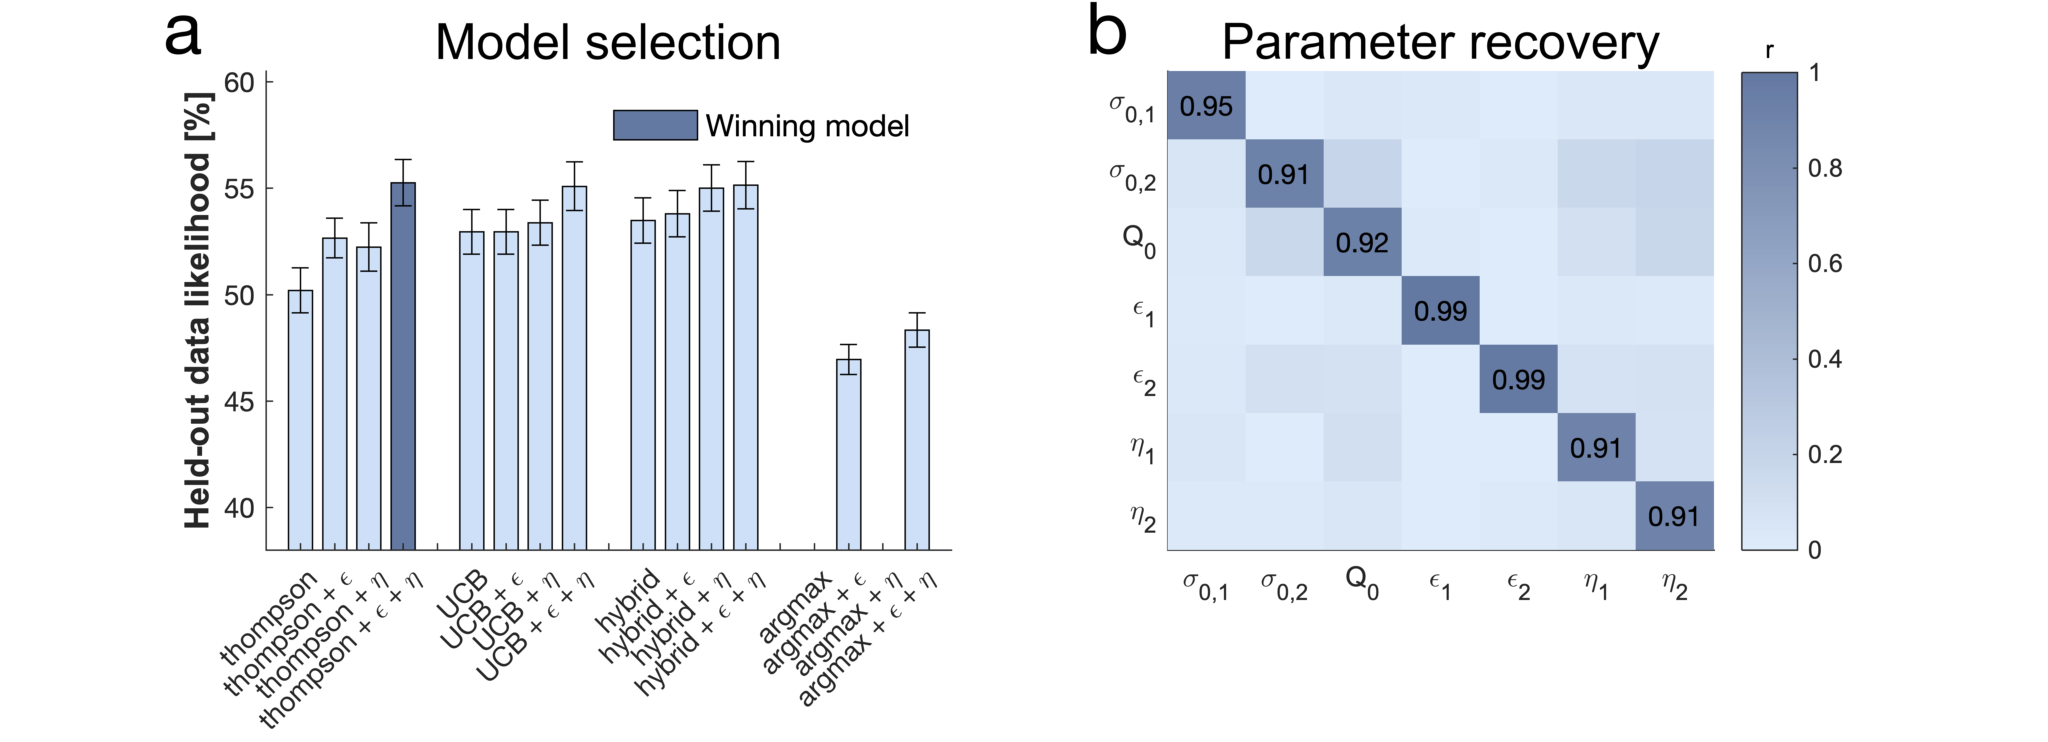 a
Model selection
Held-out data likelihood [%]
60
55
50
45
40
Winning model
thompson
thompson + ϵ
thompson + η
thompson + ϵ + η
UCB
UCB + ϵ
UCB + η
UCB + ϵ + η
hybrid
hybrid + ϵ
hybrid + η
hybrid + ϵ + η
argmax
argmax + ϵ
argmax + η
argmax + ϵ + η
b
Parameter recovery
σ0,1
σ0,2
Q0
ϵ1
ϵ2
η1
η2
0.95
0.91
0.92
0.99
0.99
0.91
0.91
σ0,1 σ0,2 Q0 ϵ1 ϵ2 η1 η2
r
1
0.8
0.6
0.4
0.2
0